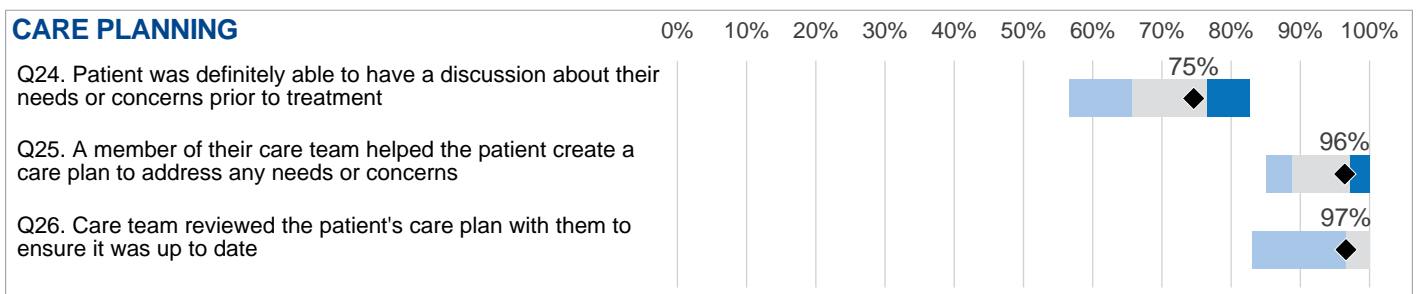 CARE PLANNING
0% 10% 20% 30% 40% 50% 60% 70% 80% 90% 100%
Q24. Patient was definitely able to have a discussion about their
needs or concerns prior to treatment
75%
Q25. A member of their care team helped the patient create a
care plan to address any needs or concerns
96%
Q26. Care team reviewed the patient's care plan with them to
ensure it was up to date
97%